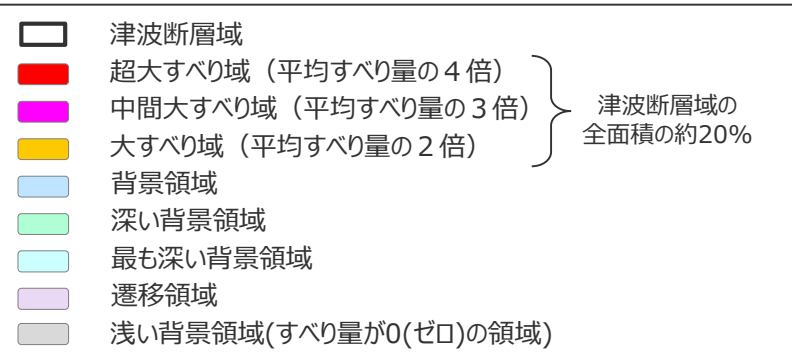 津波断層域
超大すべり域（平均すべり量の４倍）
中間大すべり域（平均すべり量の３倍）
大すべり域（平均すべり量の２倍）
津波断層域の
全面積の約20%
背景領域
深い背景領域
最も深い背景領域
遷移領域
浅い背景領域(すべり量が0(ゼロ)の領域)